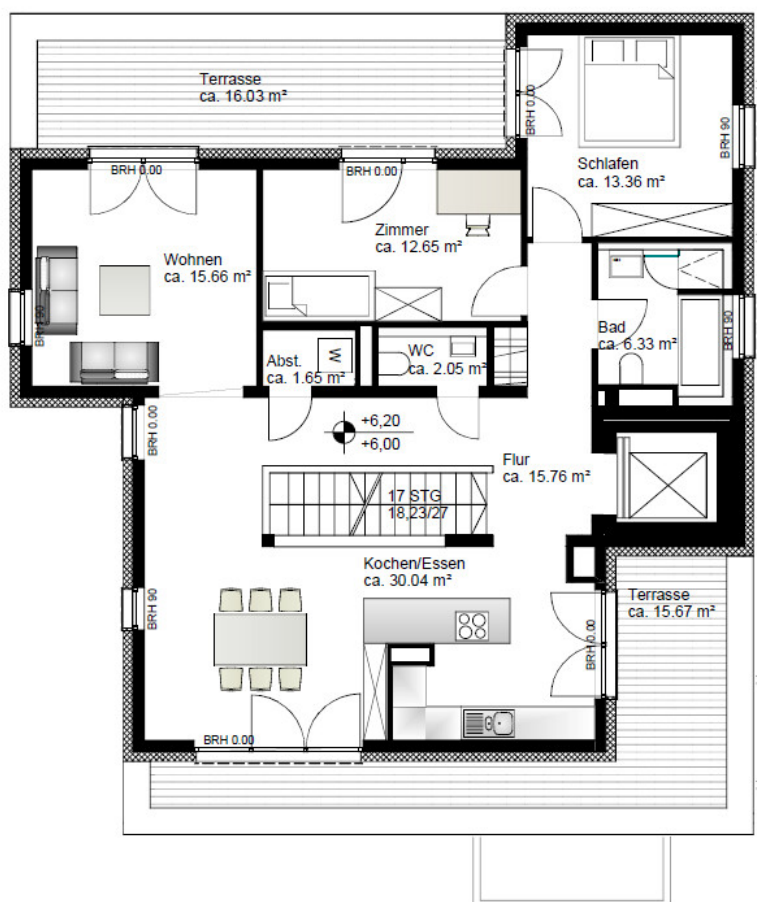 Terrasse
ca. 16.03 m²
BRH 0.00
BRH 90
Schlafen
ca. 13.36 m²
BRH 0.00
BRH 0.00
Zimmer
ca. 12.65 m²
Wohnen
ca. 15.66 m²
BRH 90
Bad
ca. 6.33 m²
BRH 90
Abst.
ca. 1.65 m²
W
WC
ca. 2.05 m²
BRH 0.00
+6,20
+6,00
Flur
ca. 15.76 m²
17 STG
18,23/27
Kochen/Essen
ca. 30.04 m²
BRH 90
Terrasse
ca. 15.67 m²
BRH 0.00
BRH 0.00